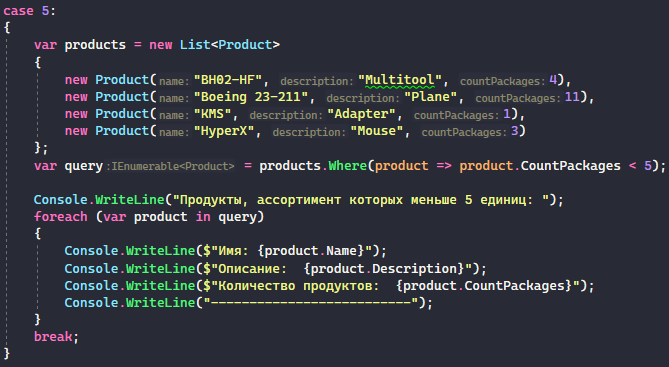 case 5:
{
var products = new List<Product>
{
new Product(name: "BH02-HF", description: "Multitool", countPackages: 4),
new Product(name: "Boeing 23-211", description: "Plane", countPackages: 11),
new Product(name: "KMS", description: "Adapter", countPackages: 1),
new Product(name: "HyperX", description: "Mouse", countPackages: 3)
};
var query :IEnumerable<Product> = products.Where(product => product.CountPackages < 5);
Console.WriteLine("Продукты, ассортимент которых меньше 5 единиц: ");
foreach (var product in query)
{
Console.WriteLine($"Имя: {product.Name}");
Console.WriteLine($"Описание:  {product.Description}");
Console.WriteLine($"Количество продуктов:  {product.CountPackages}");
Console.WriteLine("--------------------------");
}
break;
}